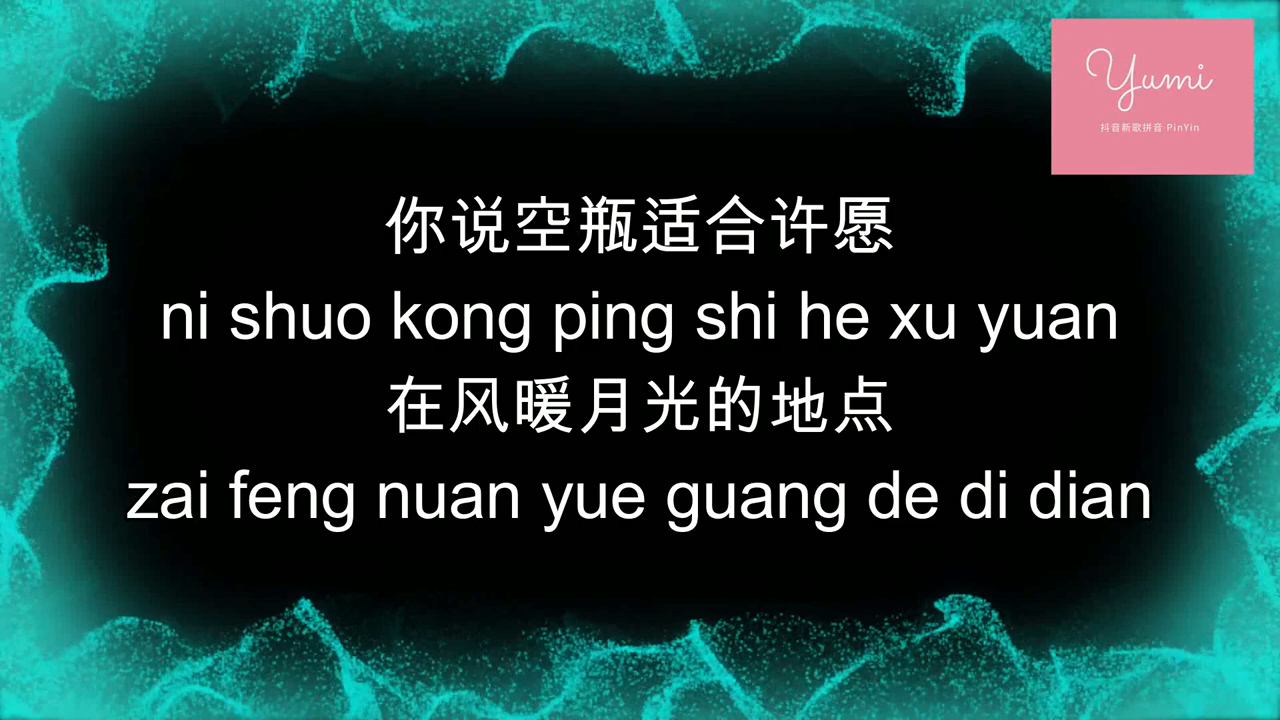 Yumi
抖音新歌拼音 PinYin
你说空瓶适合许愿
ni shuo kong ping shi he xu yuan
在风暖月光的地点
zai feng nuan yue guang de di dian